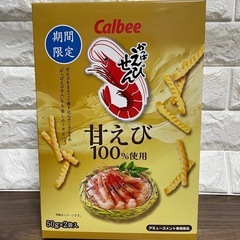 Calbee
期間
限定
かっぱ
えび
せん
甘えび
100%使用
50g×2袋入
アミューズメント専用景品